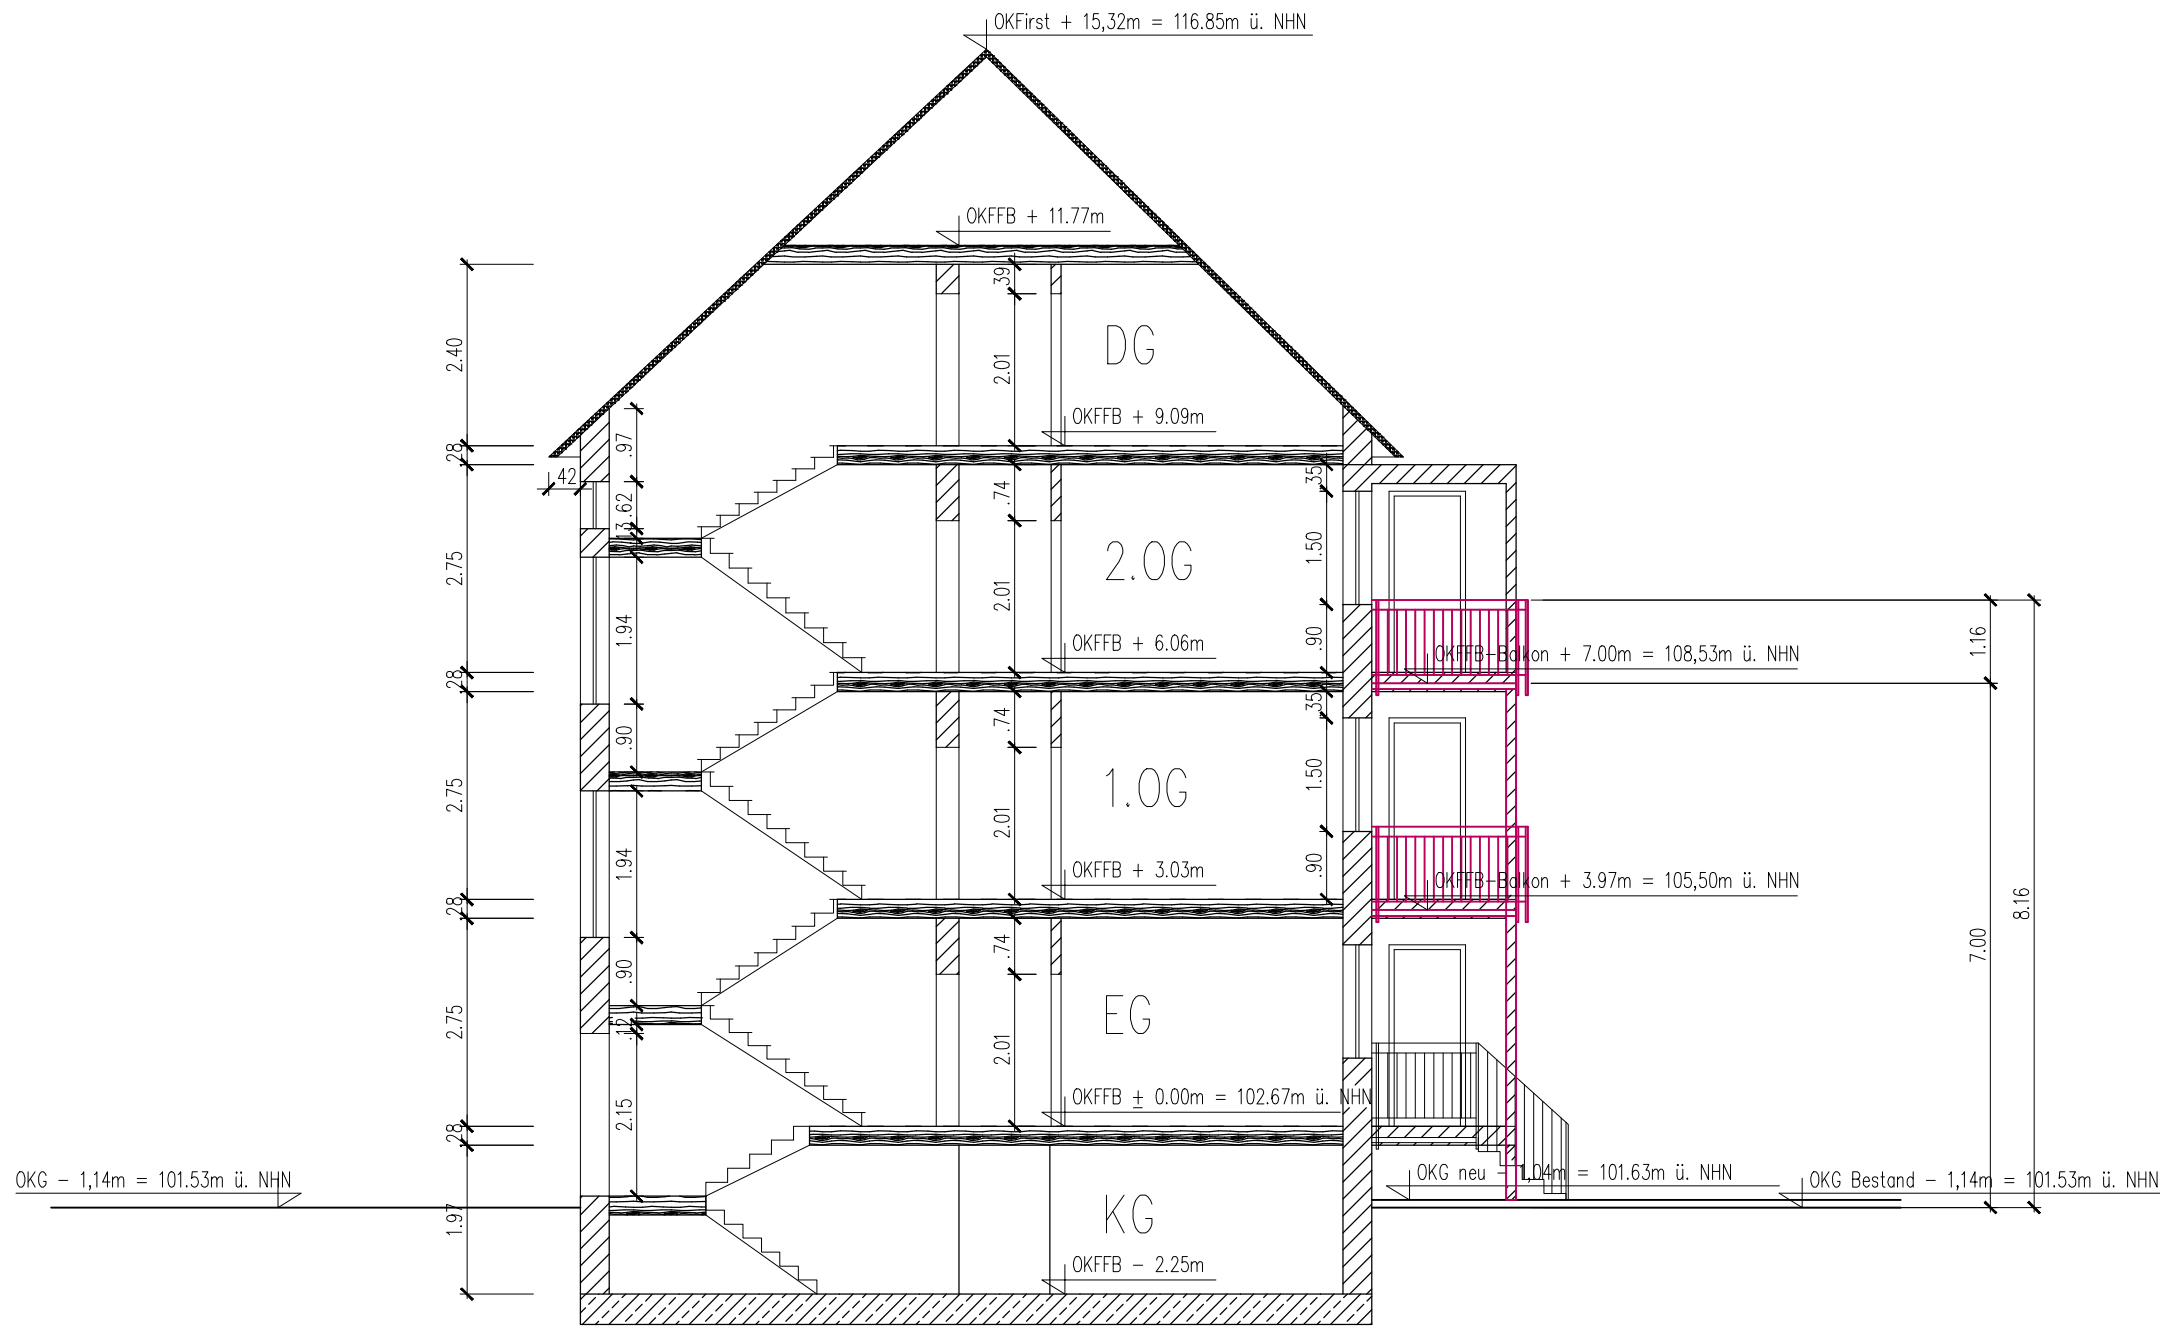 OKFirst + 15,32m = 116.85m ü. NHN
OKFFB + 11.77m
39
2.40
2.01
DG
.97
OKFFB + 9.09m
28
42
.62
.74
35
2.75
2.01
2.OG
1.50
1.94
.90
OKFFB + 6.06m
OKFFB-Balkon + 7.00m = 108,53m ü. NHN
1.16
28
.90
.74
35
2.75
2.01
1.OG
1.50
1.94
.90
OKFFB + 3.03m
OKFFB-Balkon + 3.97m = 105,50m ü. NHN
8.16
7.00
28
.90
.74
2.75
.12
2.01
EG
2.15
OKFFB ± 0.00m = 102.67m ü. NHN
28
OKG - 1,14m = 101.53m ü. NHN
OKG neu - 1,04m = 101.63m ü. NHN
OKG Bestand - 1,14m = 101.53m ü. NHN
1.97
KG
OKFFB - 2.25m